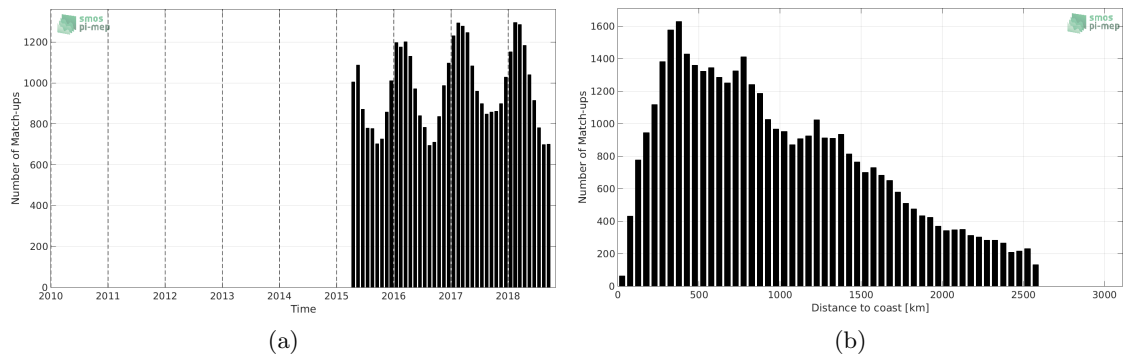 smos
pi-mep
Number of Match-ups
1200
1000
800
600
400
200
0
2010 2011 2012 2013 2014 2015 2016 2017 2018
Time
(a)
smos
pi-mep
Number of Match-ups
1600
1400
1200
1000
800
600
400
200
0
0 500 1000 1500 2000 2500 3000
Distance to coast [km]
(b)